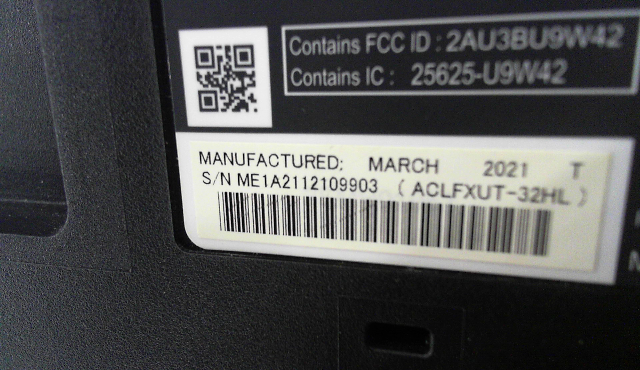 Contains FCC ID : 2AU3BU9W42
Contains IC : 25625-U9W42
MANUFACTURED: MARCH 2021 T
S/N ME1A2112109903 ( ACLFXUT-32HL )